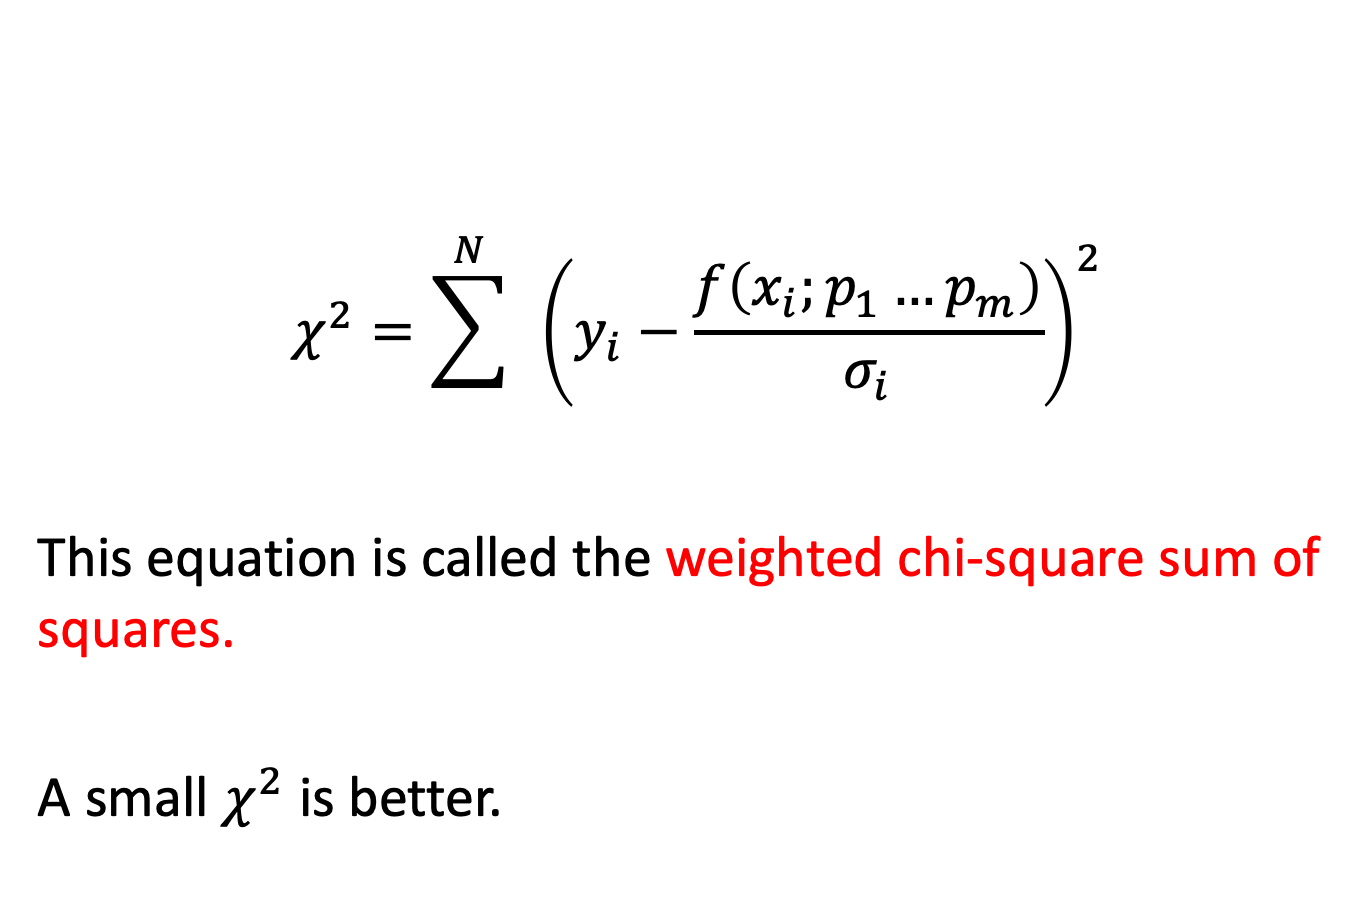 χ² = ∑^N (y_i − f(x_i; p_1 … p_m)/σ_i)²
This equation is called the weighted chi-square sum of
squares.
A small χ² is better.